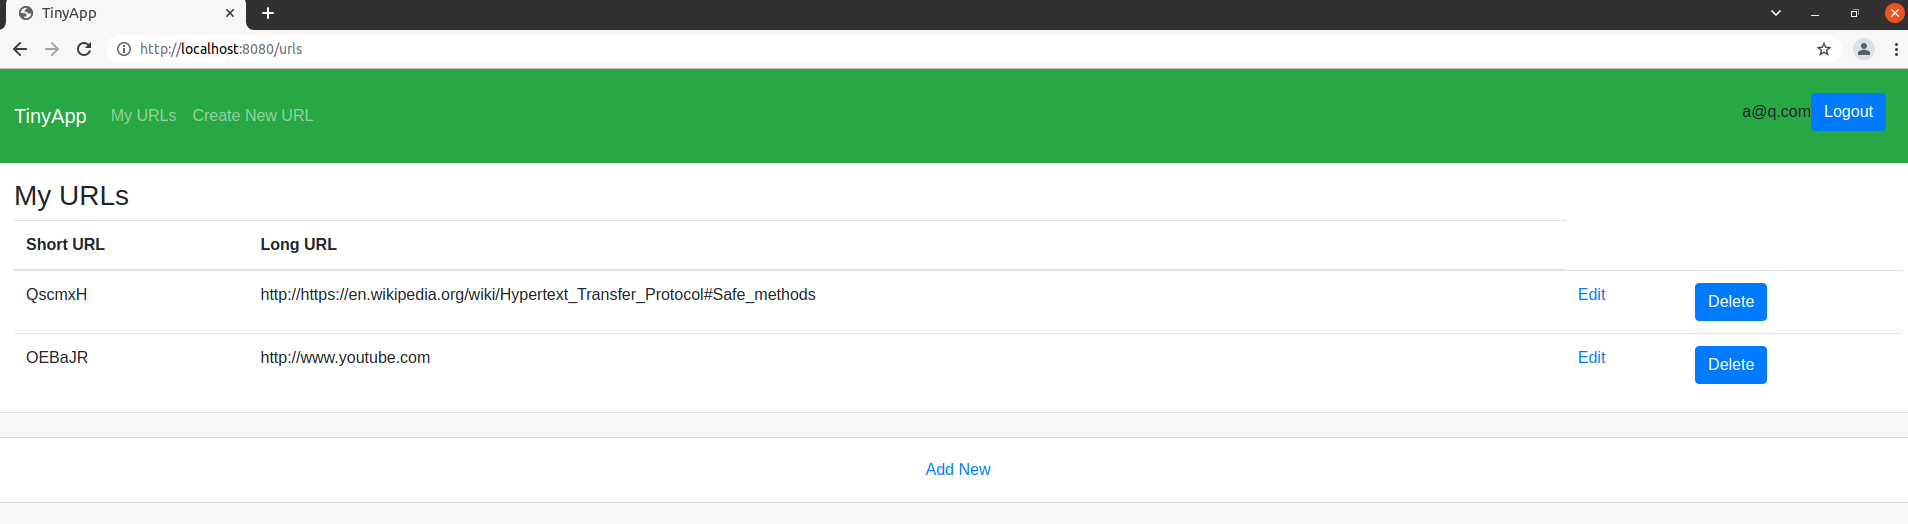 TinyApp
http://localhost:8080/urls
TinyApp My URLs Create New URL a@q.com Logout
My URLs
Short URL Long URL
QscmxH http://https://en.wikipedia.org/wiki/Hypertext_Transfer_Protocol#Safe_methods Edit Delete
OEBaJR http://www.youtube.com Edit Delete
Add New